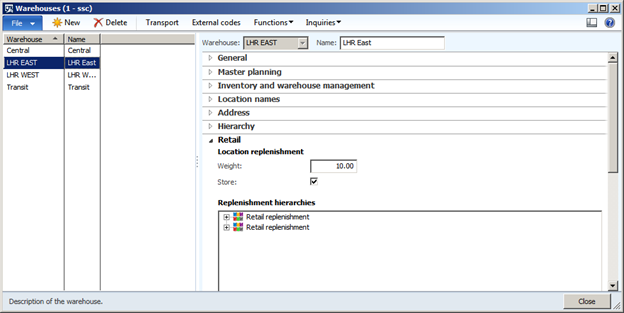 Warehouses (1 - ssc)
File New Delete Transport External codes Functions Inquiries
Warehouse Name
Central Central
LHR EAST LHR East
LHR WEST LHR W...
Transit Transit
Warehouse: LHR EAST Name: LHR East
General
Master planning
Inventory and warehouse management
Location names
Address
Hierarchy
Retail
Location replenishment
Weight: 10.00
Store:
Replenishment hierarchies
Retail replenishment
Retail replenishment
Description of the warehouse. Close